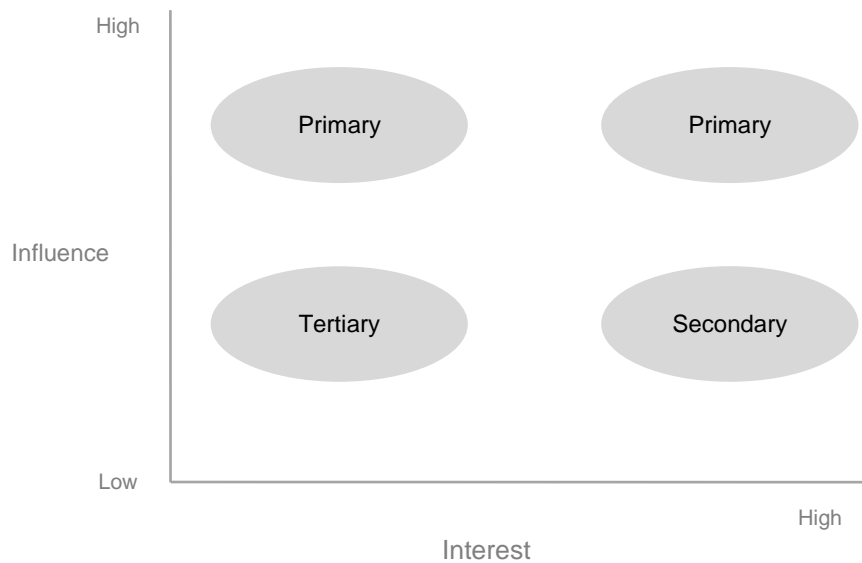 High
Primary
Primary
Influence
Tertiary
Secondary
Low
High
Interest